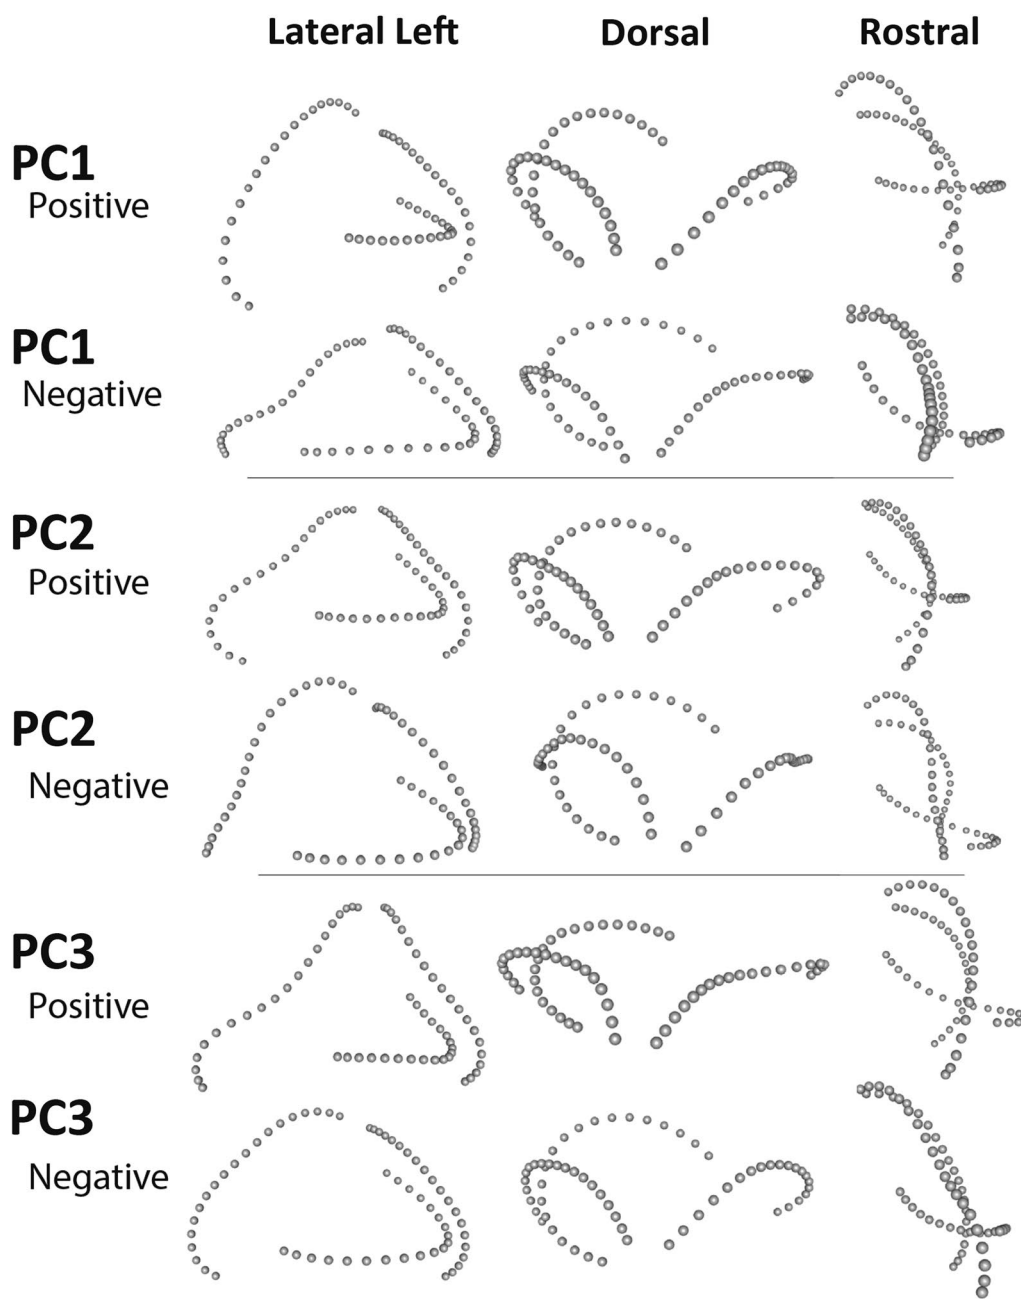 Lateral Left Dorsal Rostral
PC1
Positive
PC1
Negative
PC2
Positive
PC2
Negative
PC3
Positive
PC3
Negative